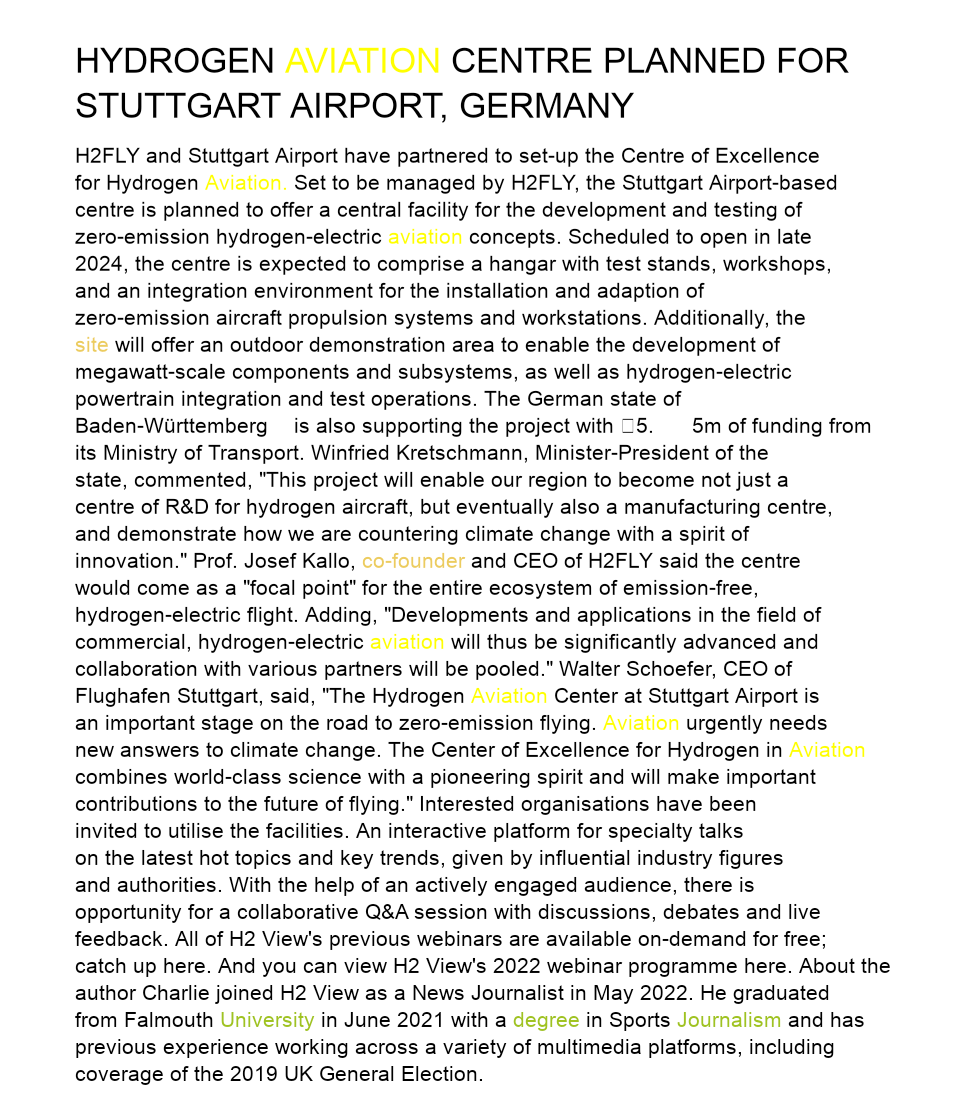 HYDROGEN AVIATION CENTRE PLANNED FOR
STUTTGART AIRPORT, GERMANY
H2FLY and Stuttgart Airport have partnered to set-up the Centre of Excellence
for Hydrogen Aviation. Set to be managed by H2FLY, the Stuttgart Airport-based
centre is planned to offer a central facility for the development and testing of
zero-emission hydrogen-electric aviation concepts. Scheduled to open in late
2024, the centre is expected to comprise a hangar with test stands, workshops,
and an integration environment for the installation and adaption of
zero-emission aircraft propulsion systems and workstations. Additionally, the
site will offer an outdoor demonstration area to enable the development of
megawatt-scale components and subsystems, as well as hydrogen-electric
powertrain integration and test operations. The German state of
Baden-Württemberg is also supporting the project with □5. 5m of funding from
its Ministry of Transport. Winfried Kretschmann, Minister-President of the
state, commented, "This project will enable our region to become not just a
centre of R&D for hydrogen aircraft, but eventually also a manufacturing centre,
and demonstrate how we are countering climate change with a spirit of
innovation." Prof. Josef Kallo, co-founder and CEO of H2FLY said the centre
would come as a "focal point" for the entire ecosystem of emission-free,
hydrogen-electric flight. Adding, "Developments and applications in the field of
commercial, hydrogen-electric aviation will thus be significantly advanced and
collaboration with various partners will be pooled." Walter Schoefer, CEO of
Flughafen Stuttgart, said, "The Hydrogen Aviation Center at Stuttgart Airport is
an important stage on the road to zero-emission flying. Aviation urgently needs
new answers to climate change. The Center of Excellence for Hydrogen in Aviation
combines world-class science with a pioneering spirit and will make important
contributions to the future of flying." Interested organisations have been
invited to utilise the facilities. An interactive platform for specialty talks
on the latest hot topics and key trends, given by influential industry figures
and authorities. With the help of an actively engaged audience, there is
opportunity for a collaborative Q&A session with discussions, debates and live
feedback. All of H2 View's previous webinars are available on-demand for free;
catch up here. And you can view H2 View's 2022 webinar programme here. About the
author Charlie joined H2 View as a News Journalist in May 2022. He graduated
from Falmouth University in June 2021 with a degree in Sports Journalism and has
previous experience working across a variety of multimedia platforms, including
coverage of the 2019 UK General Election.